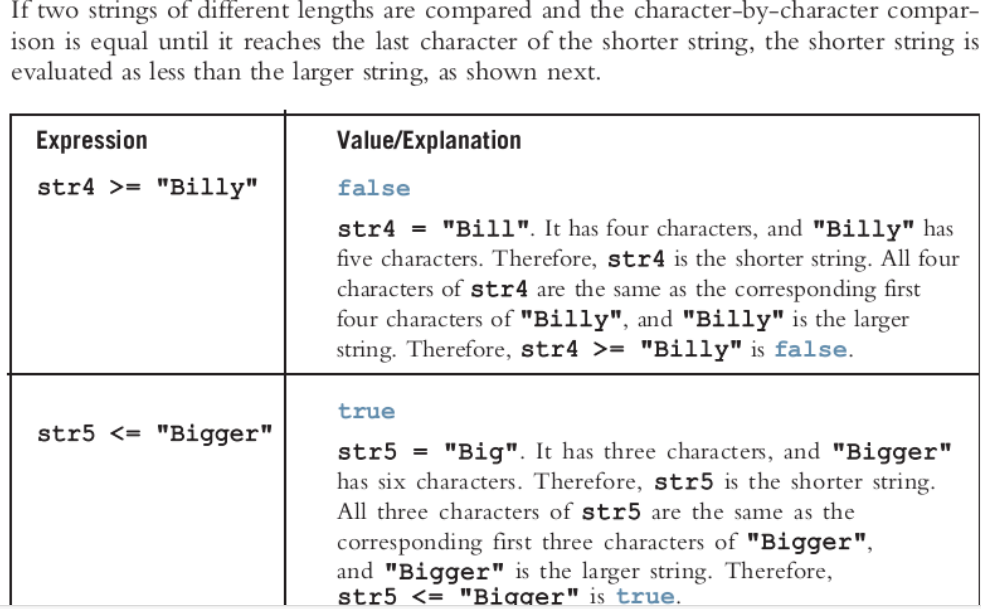 If two strings of different lengths are compared and the character-by-character compar-
ison is equal until it reaches the last character of the shorter string, the shorter string is
evaluated as less than the larger string, as shown next.
Expression
Value/Explanation
str4 >= "Billy"
false
str4 = "Bill". It has four characters, and "Billy" has
five characters. Therefore, str4 is the shorter string. All four
characters of str4 are the same as the corresponding first
four characters of "Billy", and "Billy" is the larger
string. Therefore, str4 >= "Billy" is false.
str5 <= "Bigger"
true
str5 = "Big". It has three characters, and "Bigger"
has six characters. Therefore, str5 is the shorter string.
All three characters of str5 are the same as the
corresponding first three characters of "Bigger",
and "Bigger" is the larger string. Therefore,
str5 <= "Bigger" is true.